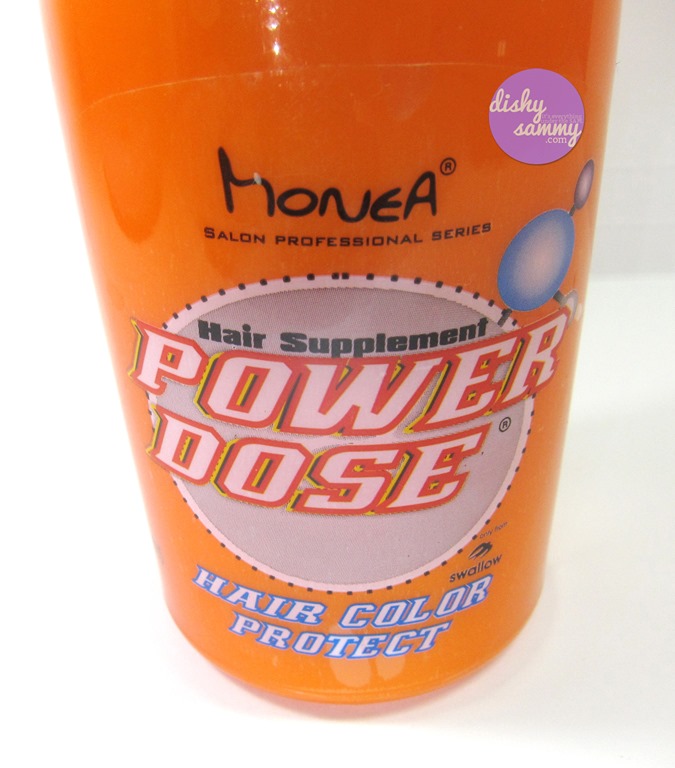 dishy
sammy
.com
MONEA®
SALON PROFESSIONAL SERIES
Hair Supplement
POWER
DOSE ®
swallow
HAIR COLOR
PROTECT